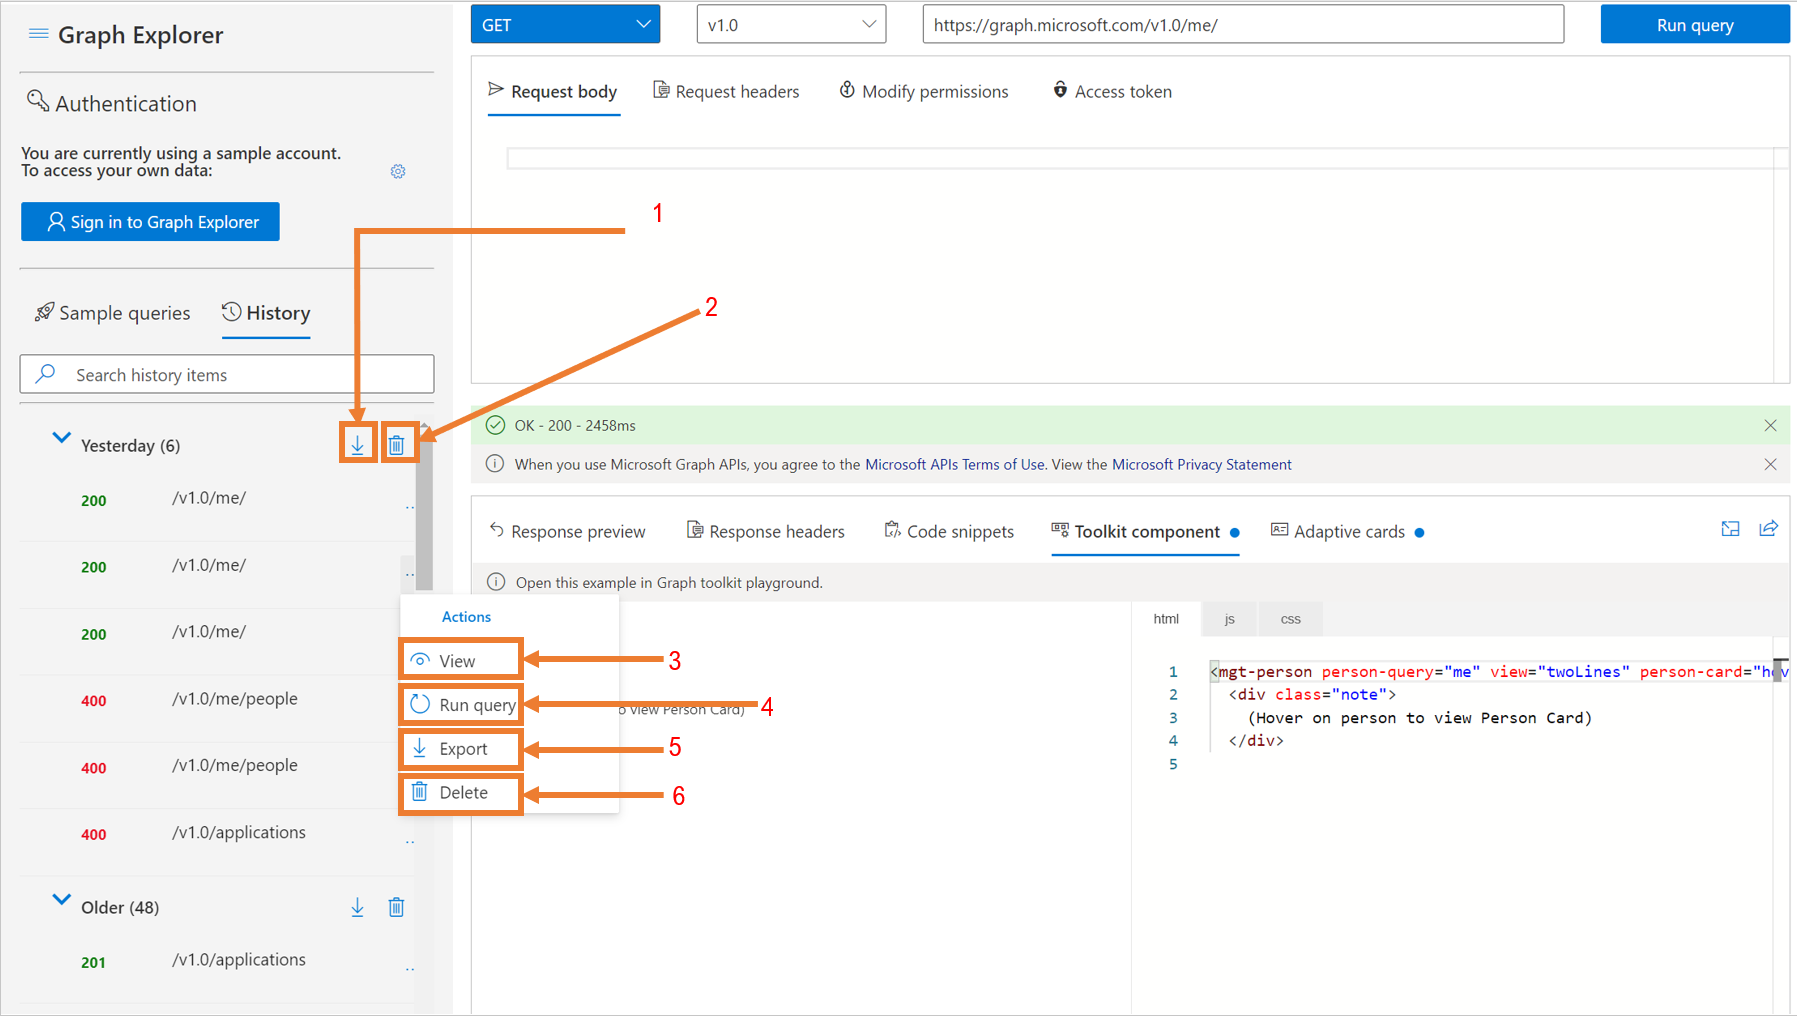 Graph Explorer
Authentication
You are currently using a sample account.
To access your own data:
Sign in to Graph Explorer
Sample queries
History
Search history items
Yesterday (6)
200 /v1.0/me/
200 /v1.0/me/
200 /v1.0/me/
400 /v1.0/me/people
400 /v1.0/me/people
400 /v1.0/applications
Older (48)
201 /v1.0/applications
GET
v1.0
https://graph.microsoft.com/v1.0/me/
Run query
Request body
Request headers
Modify permissions
Access token
1
2
OK - 200 - 2458ms
When you use Microsoft Graph APIs, you agree to the Microsoft APIs Terms of Use. View the Microsoft Privacy Statement
Response preview
Response headers
Code snippets
Toolkit component
Adaptive cards
Open this example in Graph toolkit playground.
Actions
View
3
Run query
view Person Card)
4
Export
5
Delete
6
html
js
css
1 <mgt-person person-query="me" view="twoLines" person-card="hov
2 <div class="note">
3 (Hover on person to view Person Card)
4 </div>
5